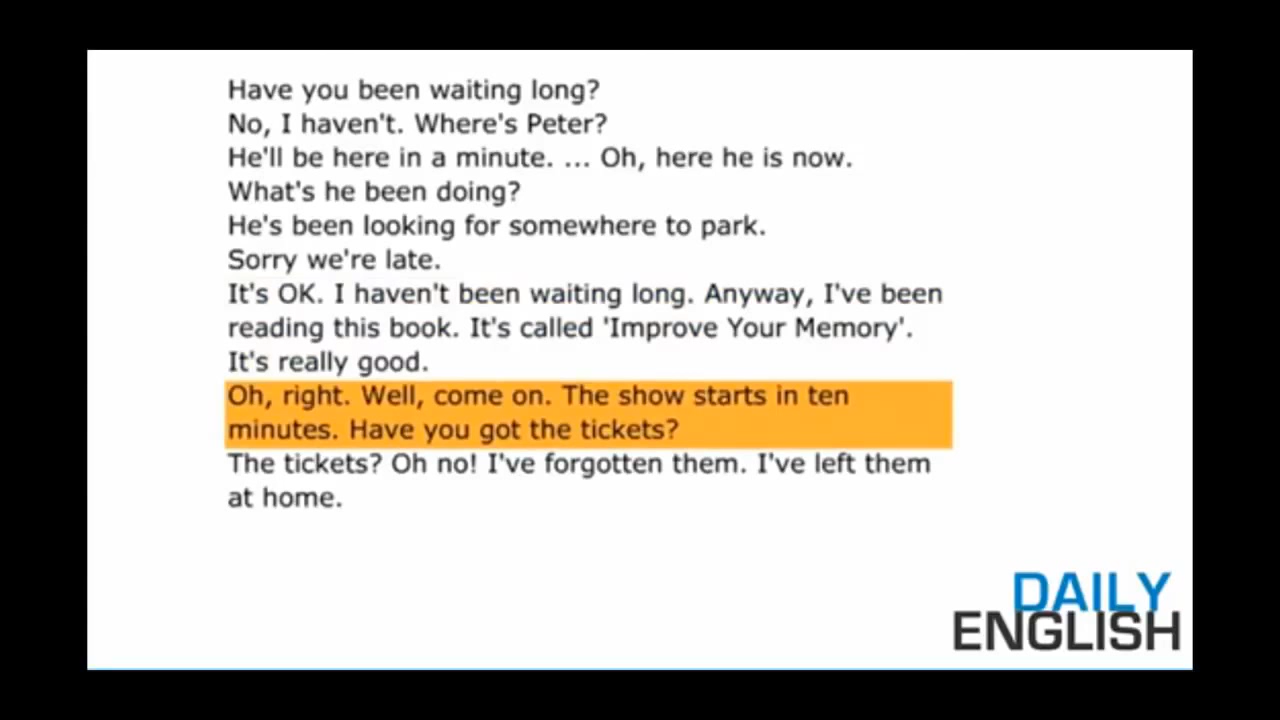 Have you been waiting long?
No, I haven't. Where's Peter?
He'll be here in a minute. ... Oh, here he is now.
What's he been doing?
He's been looking for somewhere to park.
Sorry we're late.
It's OK. I haven't been waiting long. Anyway, I've been
reading this book. It's called 'Improve Your Memory'.
It's really good.
Oh, right. Well, come on. The show starts in ten
minutes. Have you got the tickets?
The tickets? Oh no! I've forgotten them. I've left them
at home.
DAILY
ENGLISH